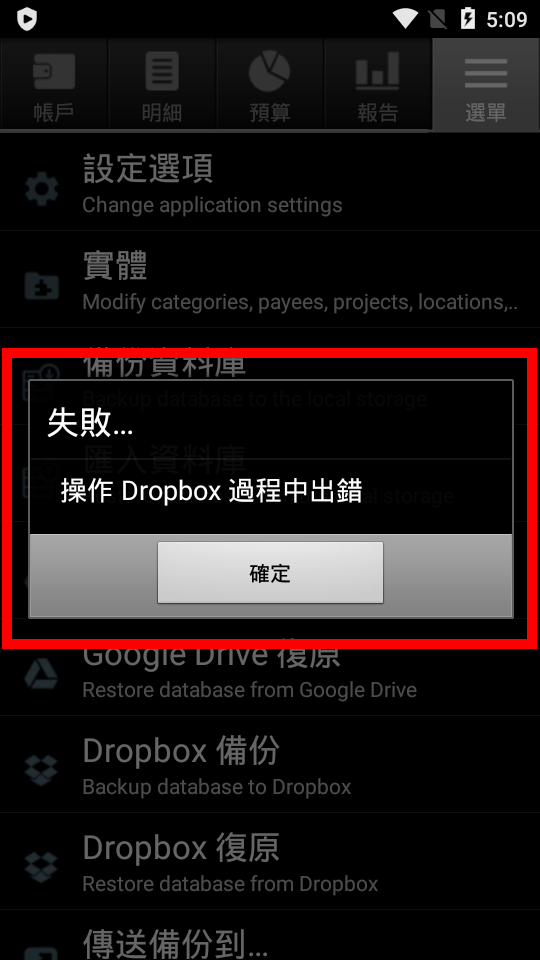 5:09
帳戶
明細
預算
報告
選單
設定選項
Change application settings
實體
Modify categories, payees, projects, locations,..
備份資料庫
Backup database to the local storage
失敗...
匯入資料庫
操作 Dropbox 過程中出錯
al storage
確定
Google Drive 復原
Restore database from Google Drive
Dropbox 備份
Backup database to Dropbox
Dropbox 復原
Restore database from Dropbox
傳送備份到...